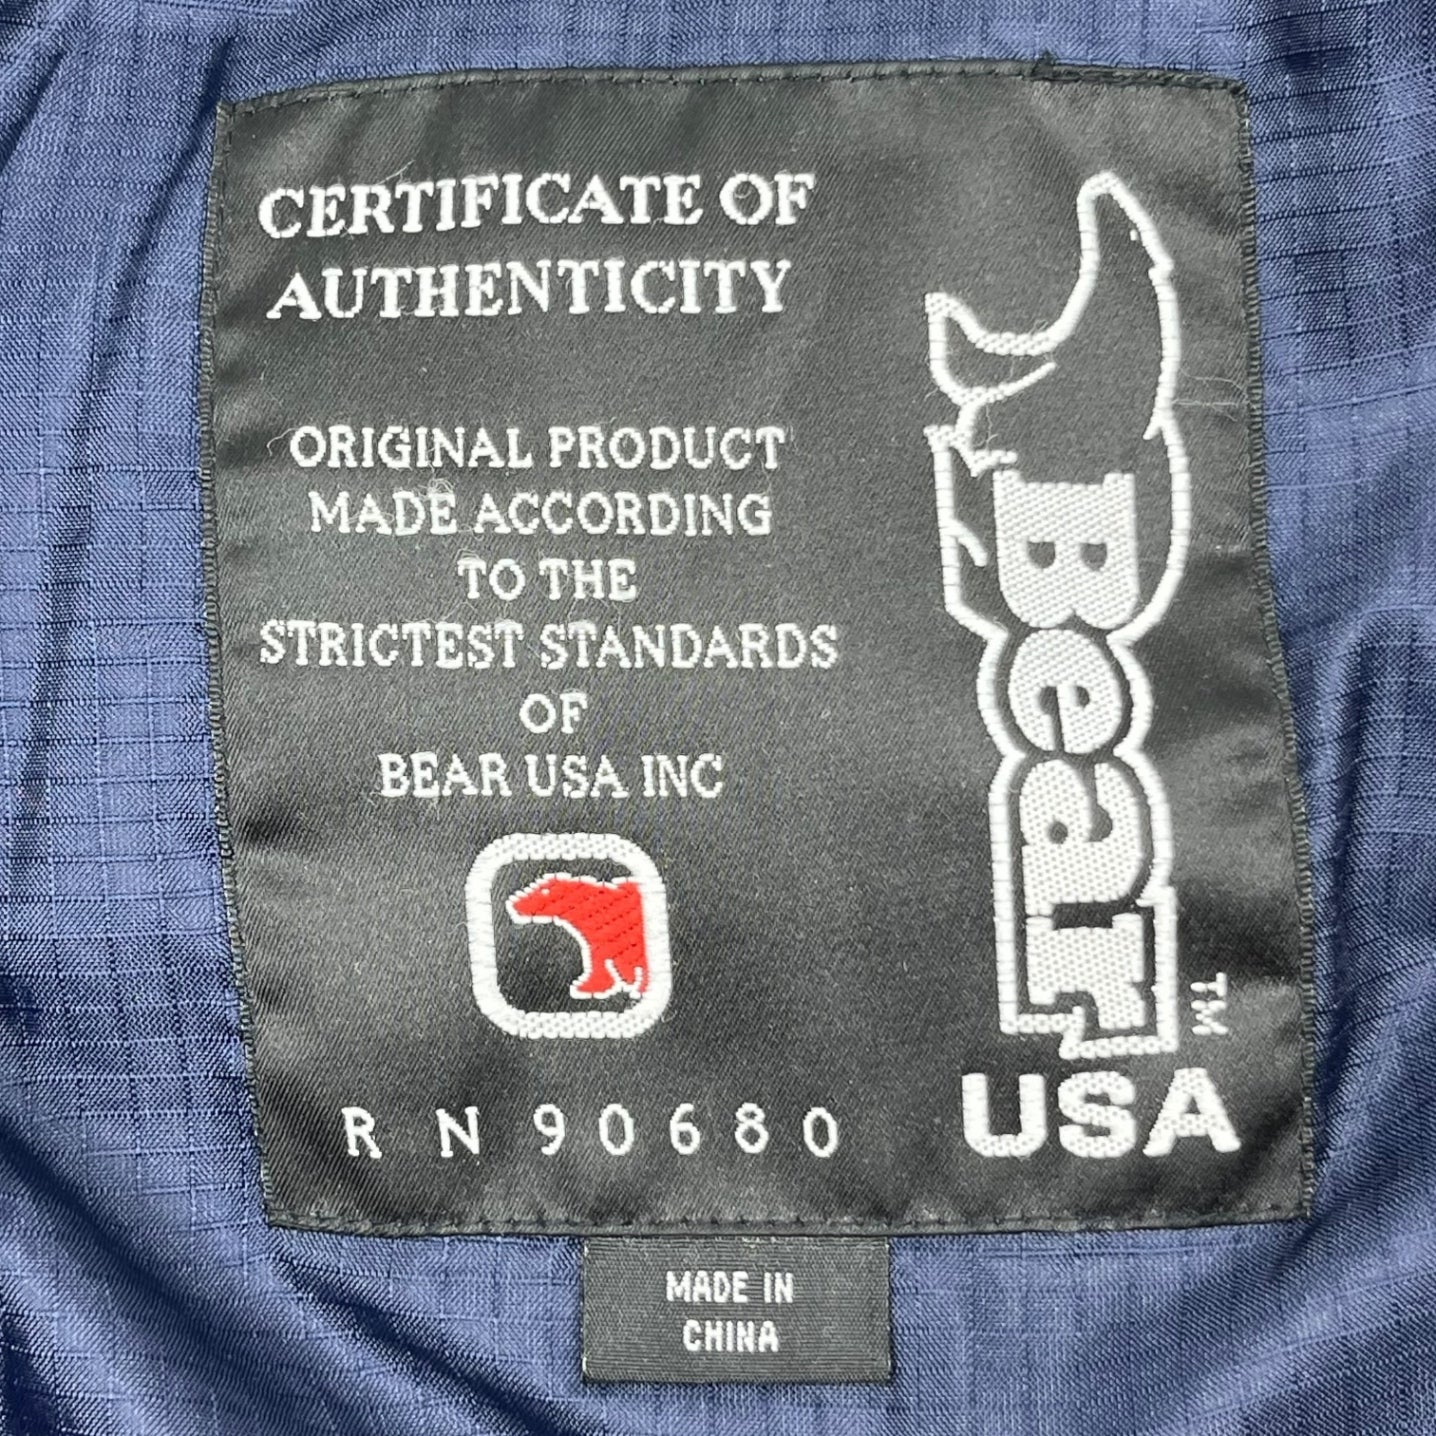 CERTIFICATE OF
AUTHENTICITY
ORIGINAL PRODUCT
MADE ACCORDING
TO THE
STRICTEST STANDARDS
OF
BEAR USA INC
R N 90680
Bear
TM
USA
MADE IN
CHINA